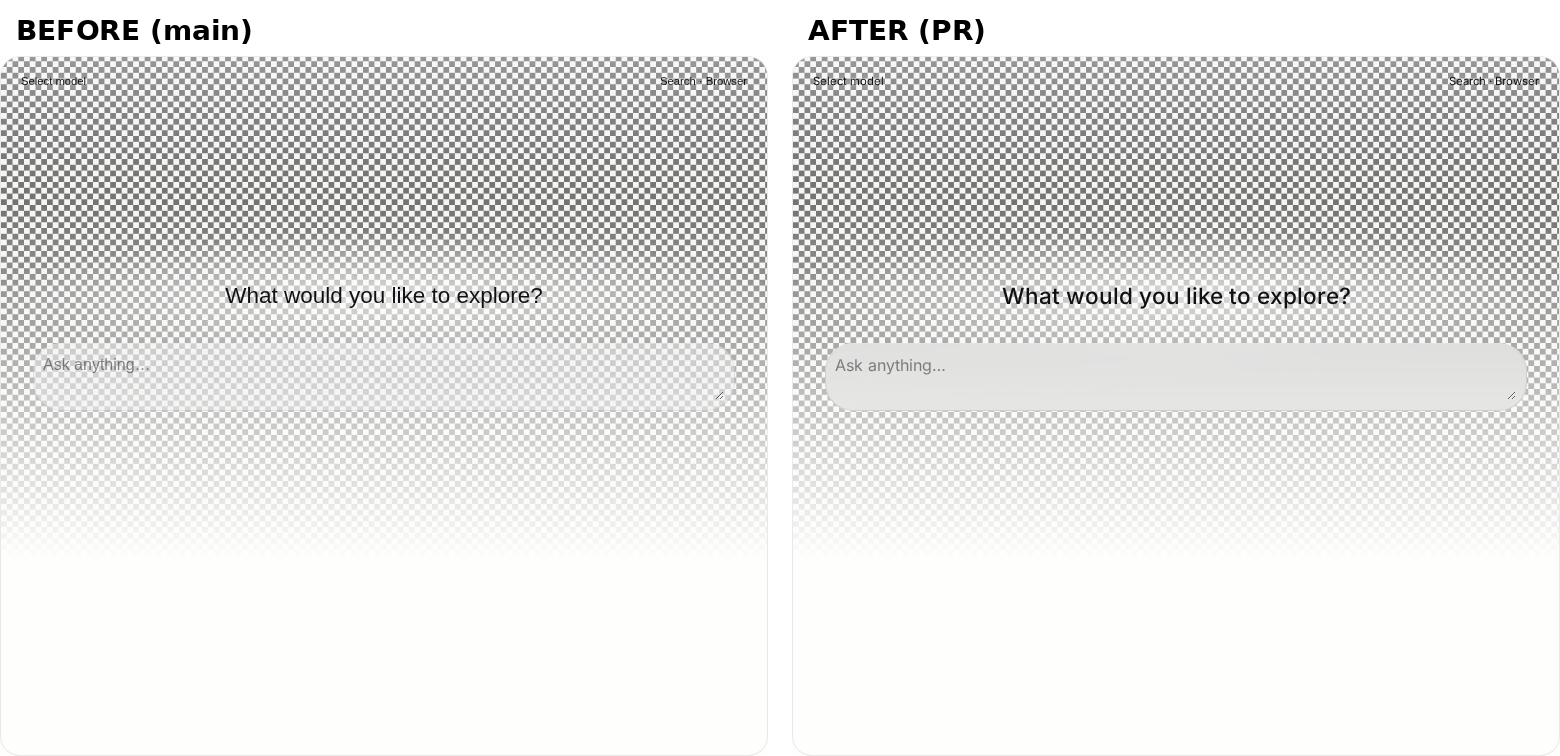 BEFORE (main)
Select model
Search · Browser
What would you like to explore?
Ask anything...
AFTER (PR)
Select model
Search · Browser
What would you like to explore?
Ask anything...